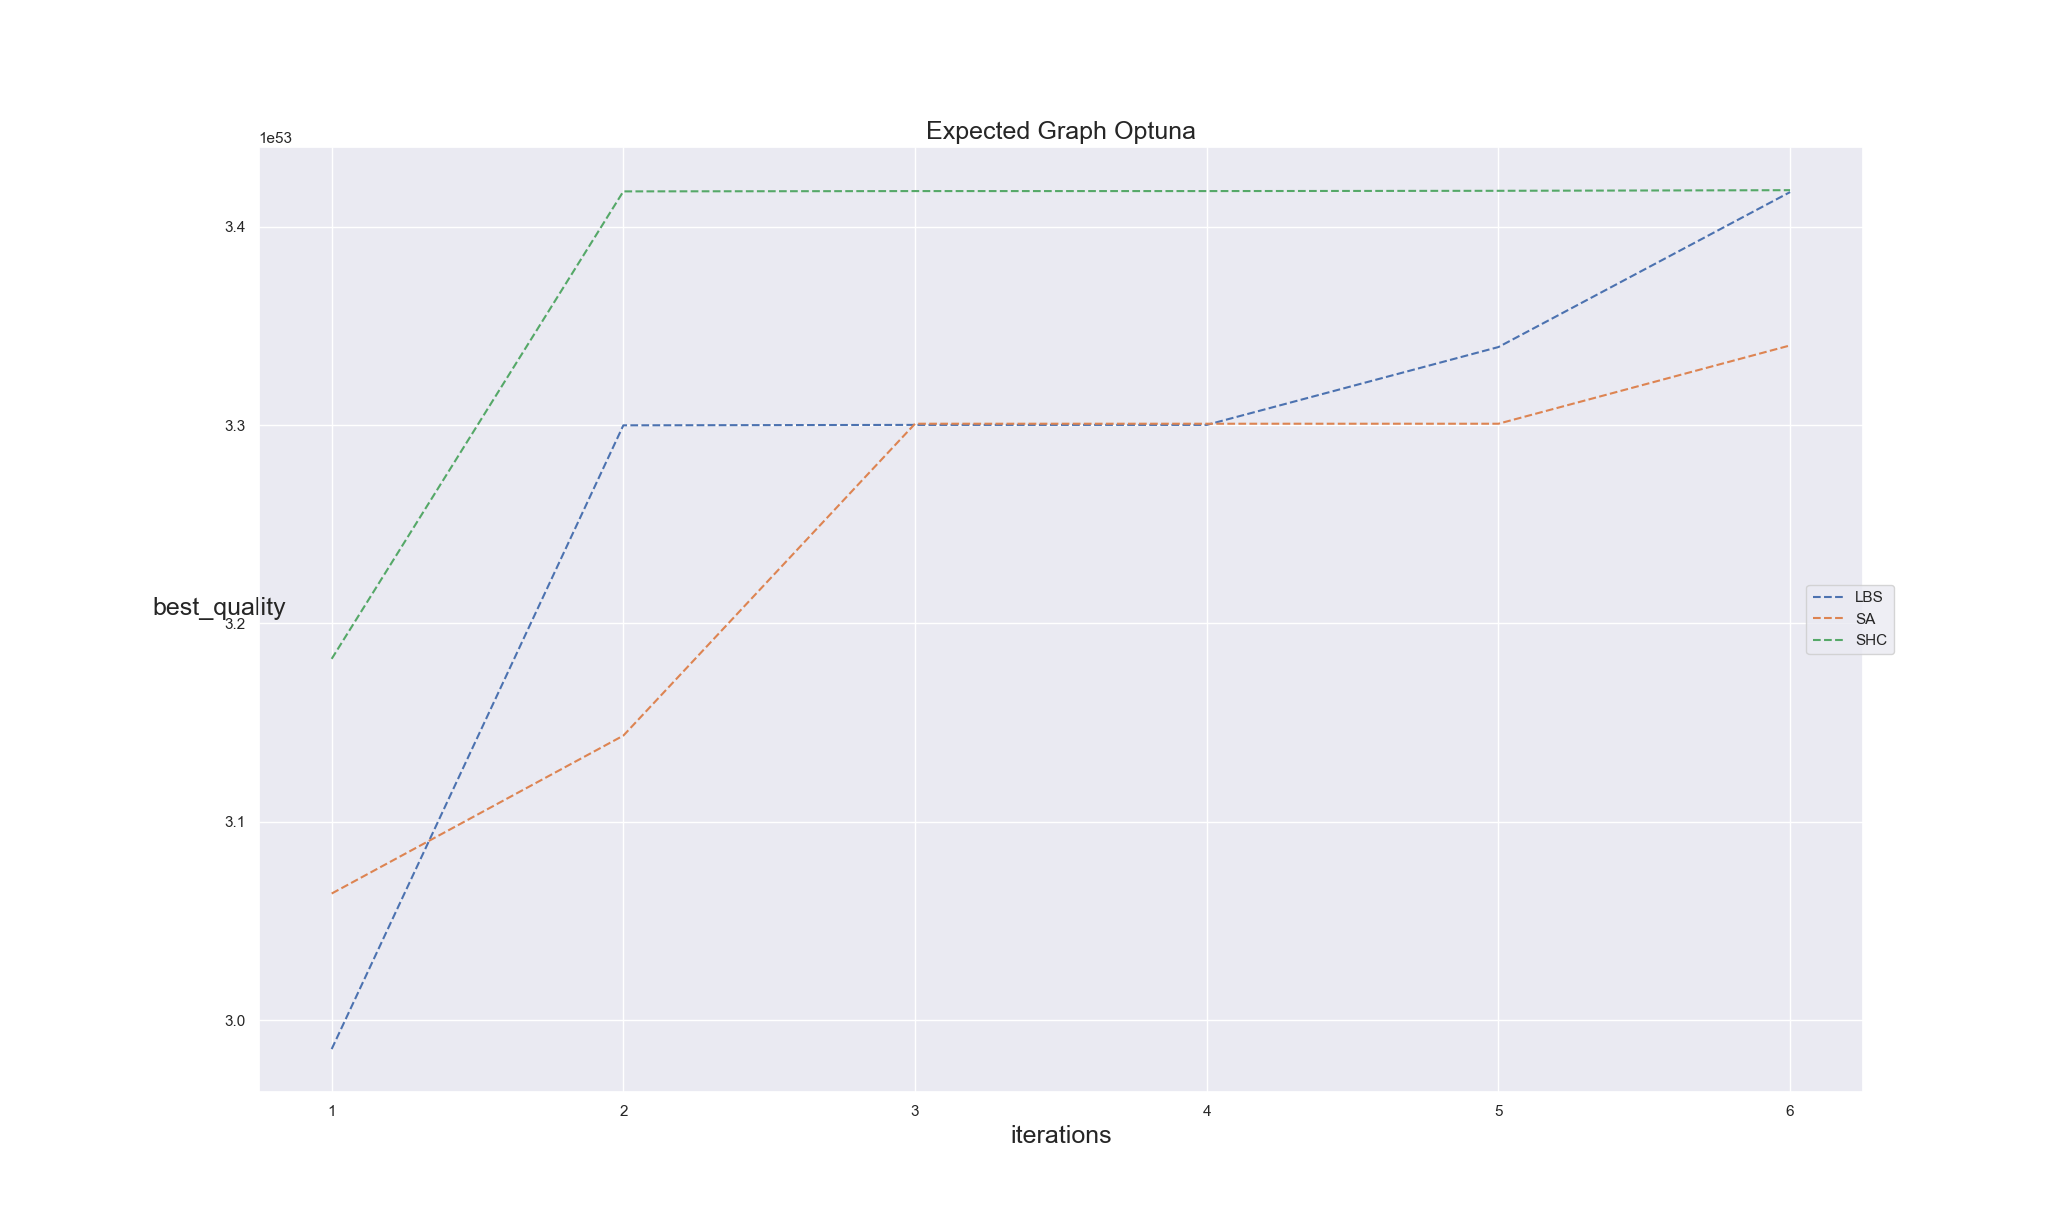 Expected Graph Optuna
1e53
3.4
3.3
3.2
3.1
3.0
best_quality
1
2
3
4
5
6
iterations
LBS
SA
SHC